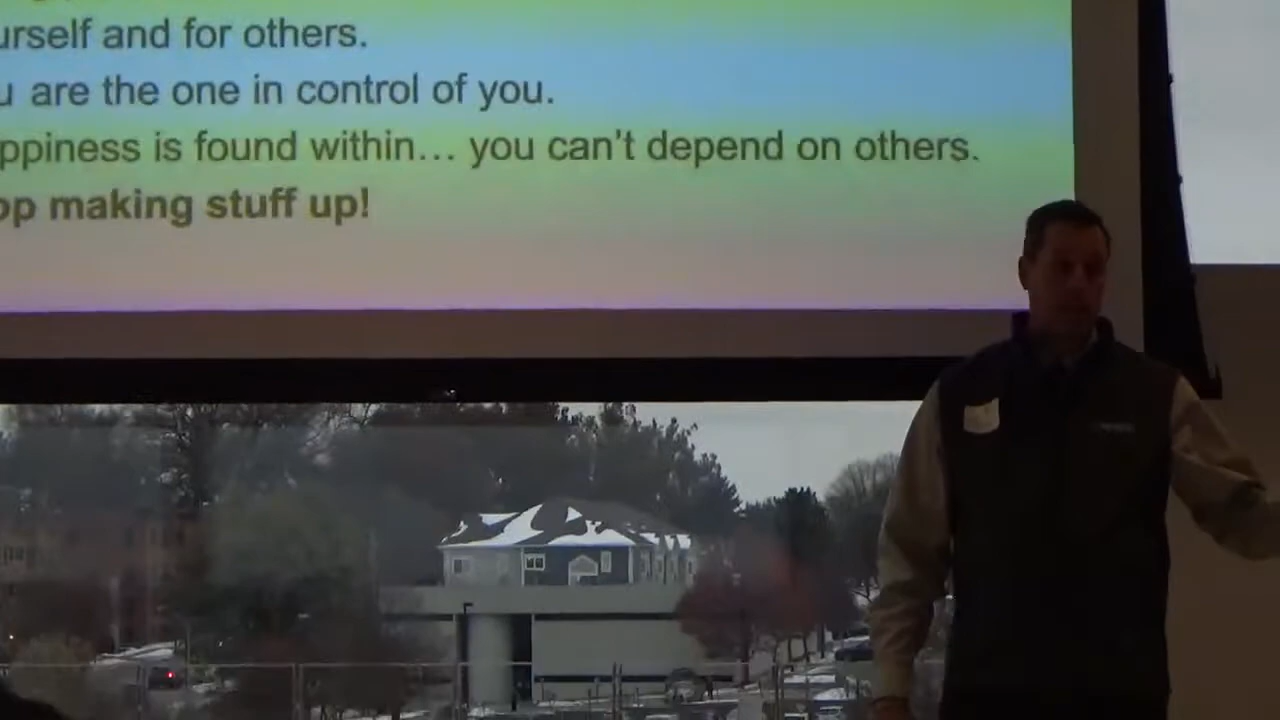 urself and for others.
u are the one in control of you.
ppiness is found within... you can't depend on others.
op making stuff up!